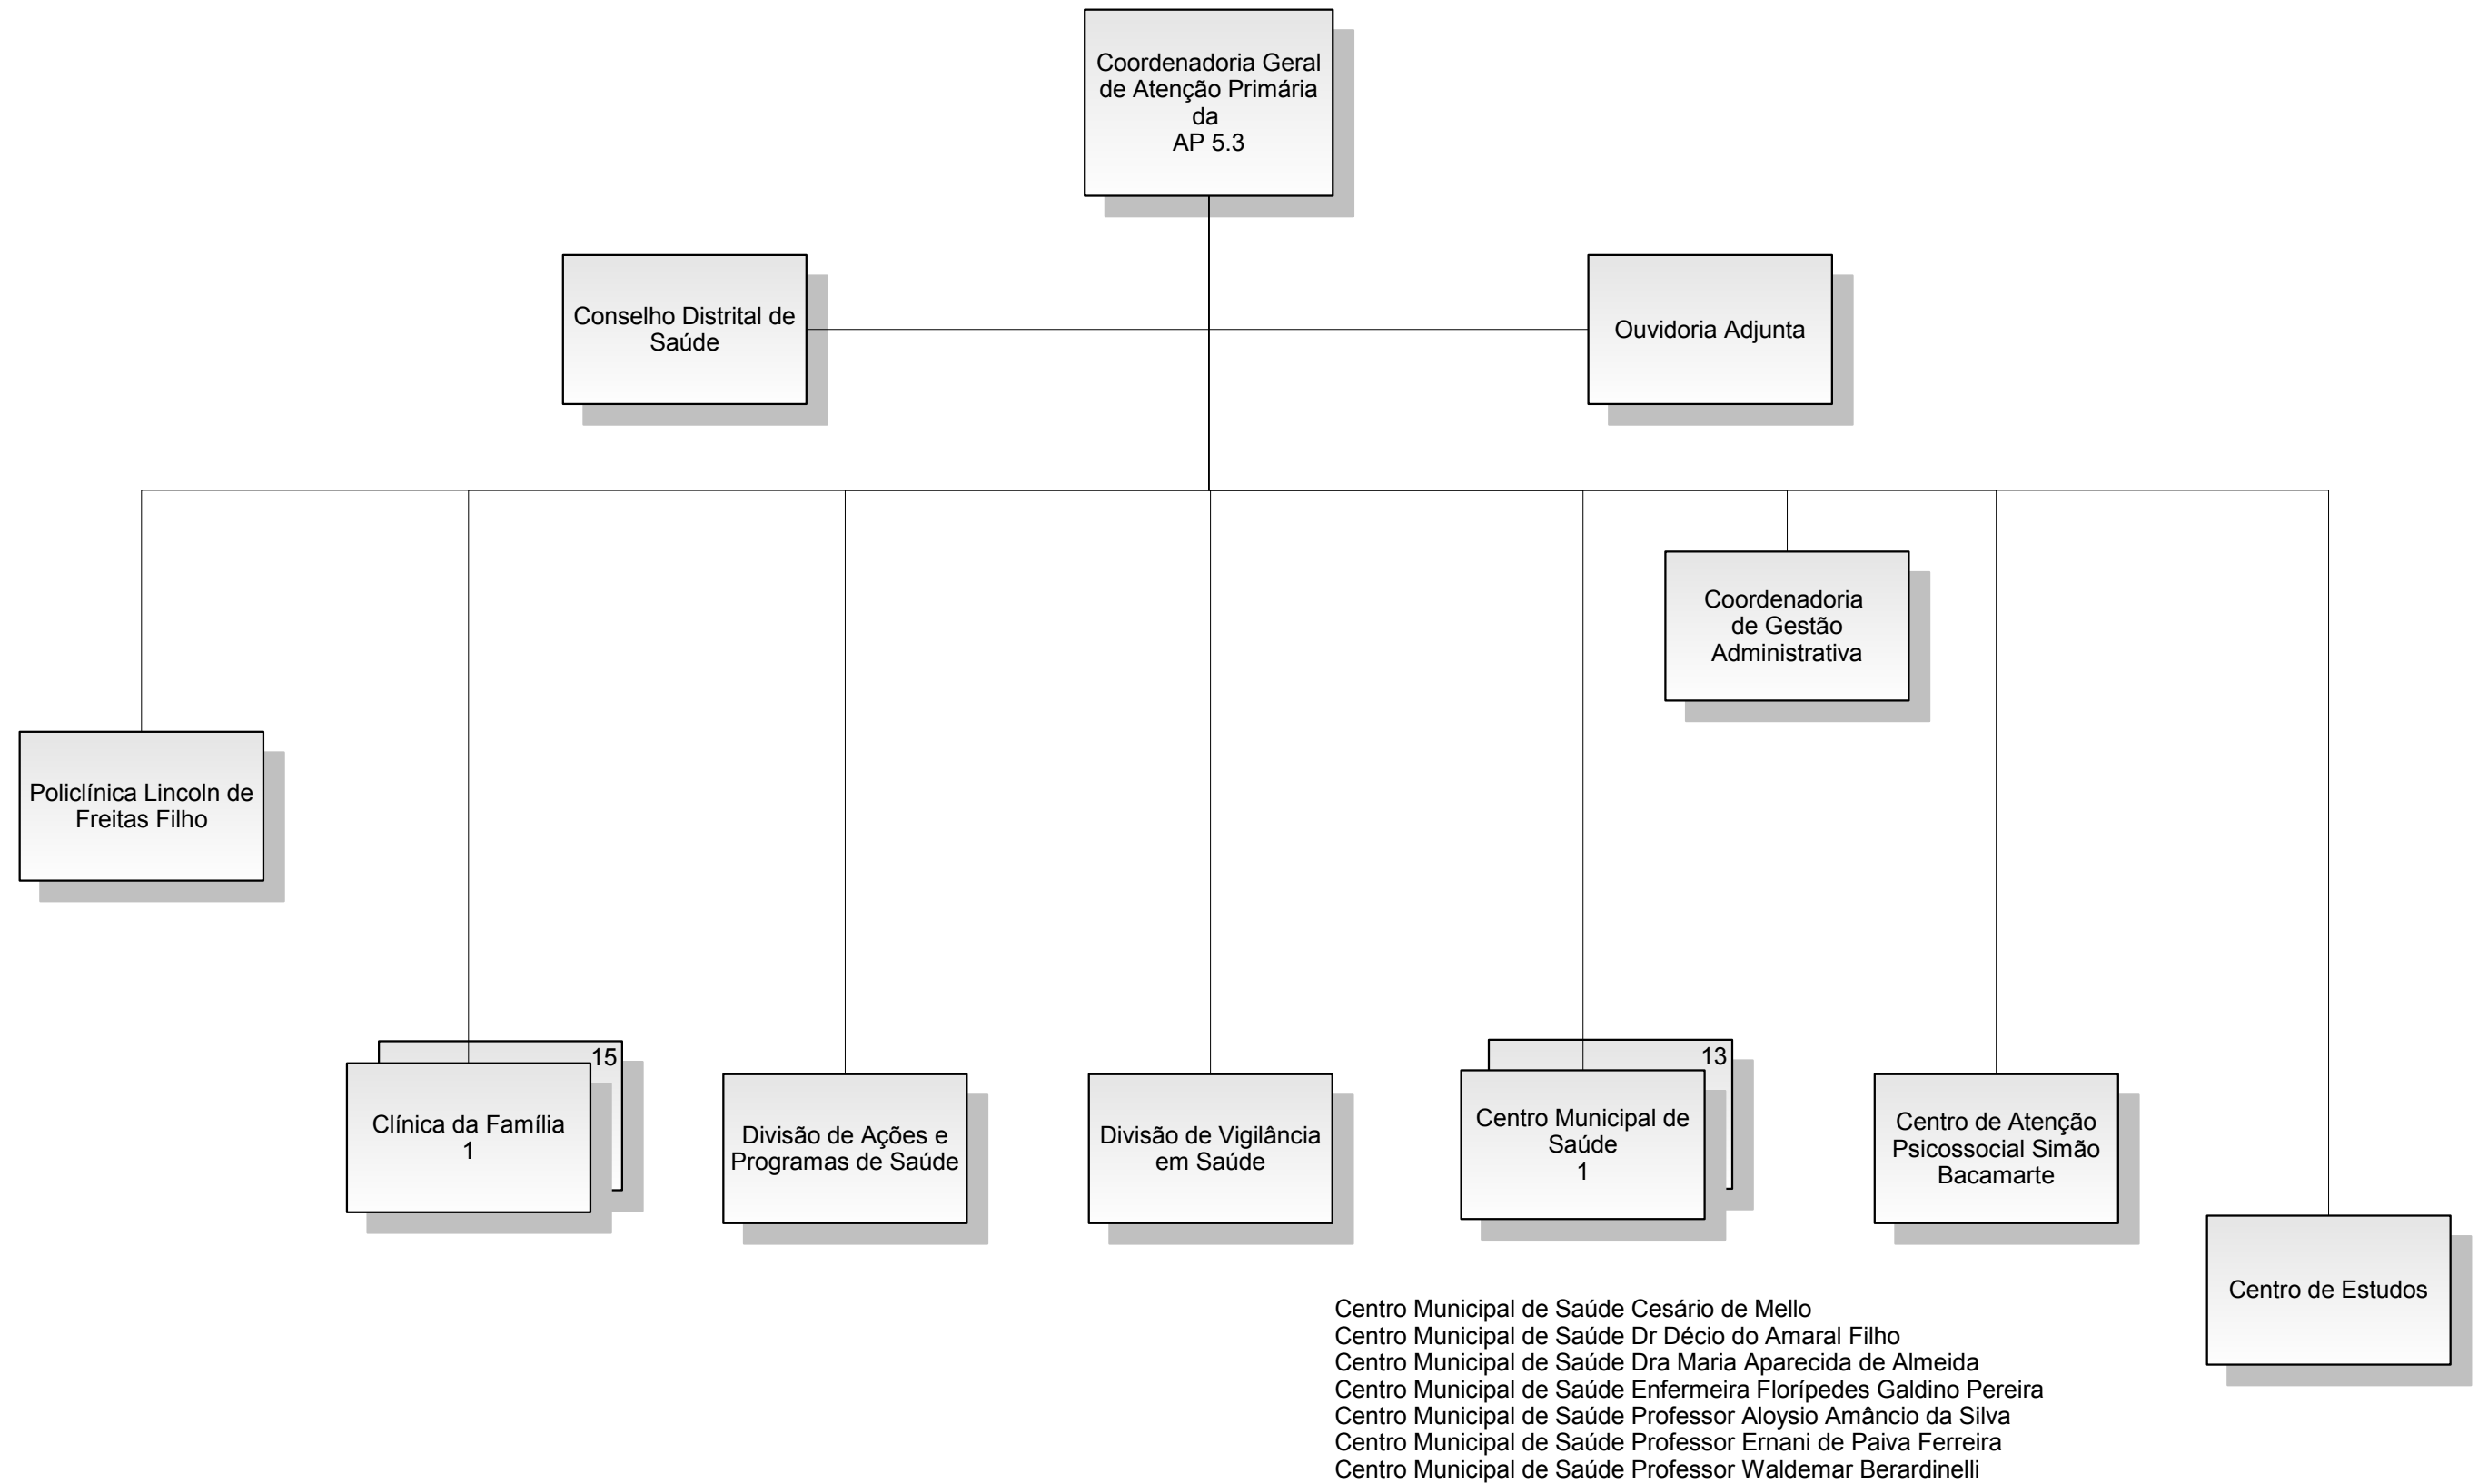 Coordenadoria Geral
de Atenção Primária
da
AP 5.3
Conselho Distrital de
Saúde
Ouvidoria Adjunta
Coordenadoria
de Gestão
Administrativa
Policlínica Lincoln de
Freitas Filho
15
Clínica da Família
1
Divisão de Ações e
Programas de Saúde
Divisão de Vigilância
em Saúde
13
Centro Municipal de
Saúde
1
Centro de Atenção
Psicossocial Simão
Bacamarte
Centro de Estudos
Centro Municipal de Saúde Cesário de Mello
Centro Municipal de Saúde Dr Décio do Amaral Filho
Centro Municipal de Saúde Dra Maria Aparecida de Almeida
Centro Municipal de Saúde Enfermeira Florípedes Galdino Pereira
Centro Municipal de Saúde Professor Aloysio Amâncio da Silva
Centro Municipal de Saúde Professor Ernani de Paiva Ferreira
Centro Municipal de Saúde Professor Waldemar Berardinelli